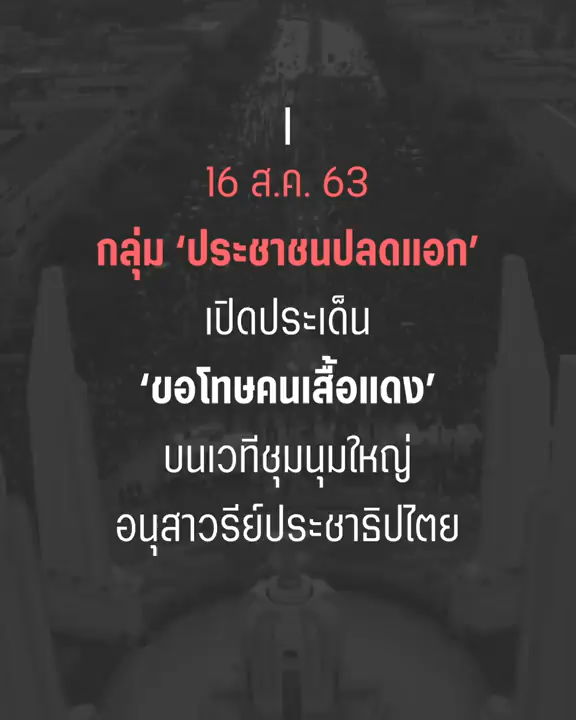 16 ส.ค. 63
กลุ่ม ‘ประชาชนปลดแอก’
เปิดประเด็น
‘ขอโทษคนเสื้อแดง’
บนเวทีชุมนุมใหญ่
อนุสาวรีย์ประชาธิปไตย